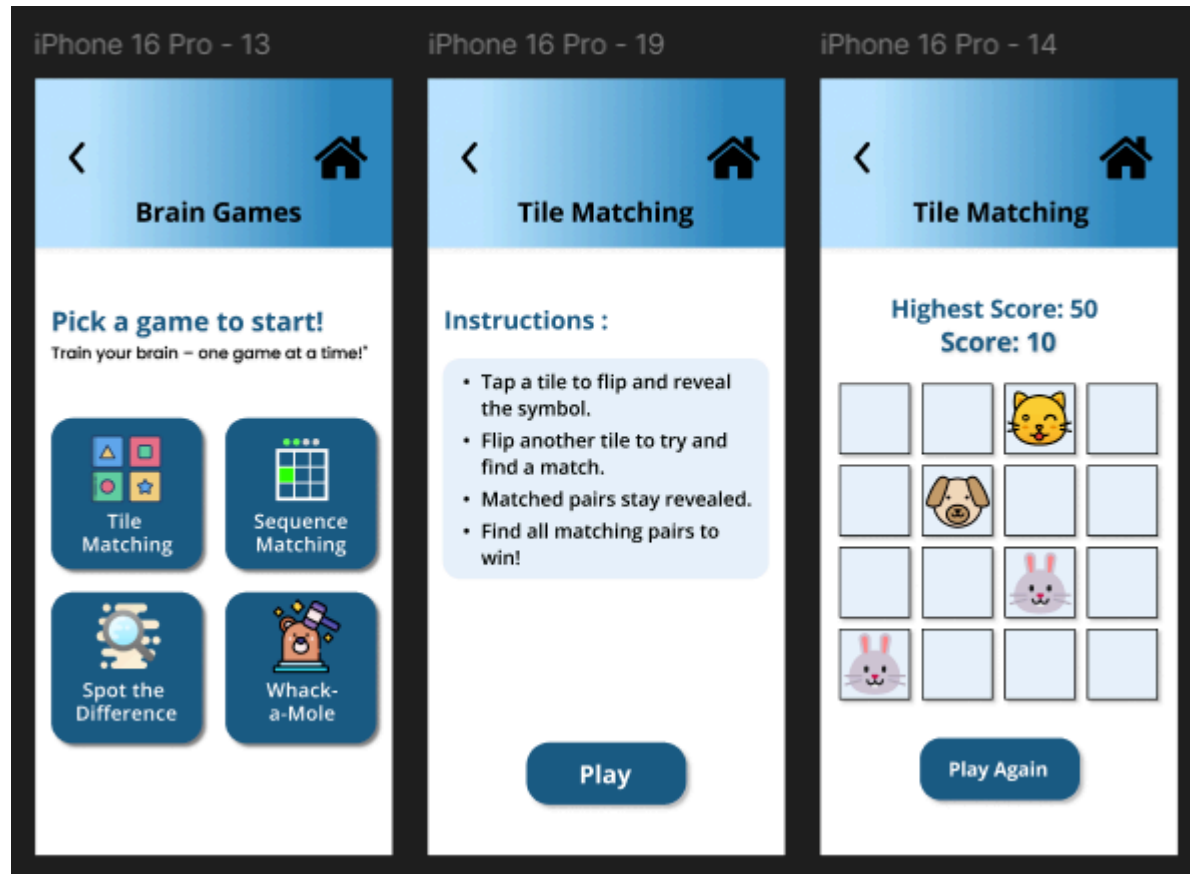 iPhone 16 Pro - 13
Brain Games
Pick a game to start!
Train your brain – one game at a time!"
Tile
Matching
Sequence
Matching
Spot the
Difference
Whack-
a-Mole
iPhone 16 Pro - 19
Tile Matching
Instructions :
• Tap a tile to flip and reveal
the symbol.
• Flip another tile to try and
find a match.
• Matched pairs stay revealed.
• Find all matching pairs to
win!
Play
iPhone 16 Pro - 14
Tile Matching
Highest Score: 50
Score: 10
Play Again